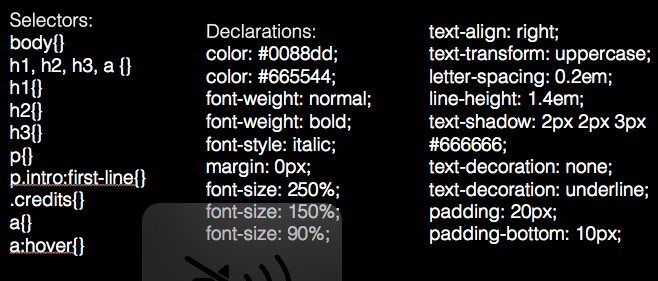 Selectors:
body{}
h1, h2, h3, a {}
h1{}
h2{}
h3{}
p{}
p.intro:first-line{}
.credits{}
a{}
a:hover{}
Declarations:
color: #0088dd;
color: #665544;
font-weight: normal;
font-weight: bold;
font-style: italic;
margin: 0px;
font-size: 250%;
font-size: 150%;
font-size: 90%;
text-align: right;
text-transform: uppercase;
letter-spacing: 0.2em;
line-height: 1.4em;
text-shadow: 2px 2px 3px
#666666;
text-decoration: none;
text-decoration: underline;
padding: 20px;
padding-bottom: 10px;